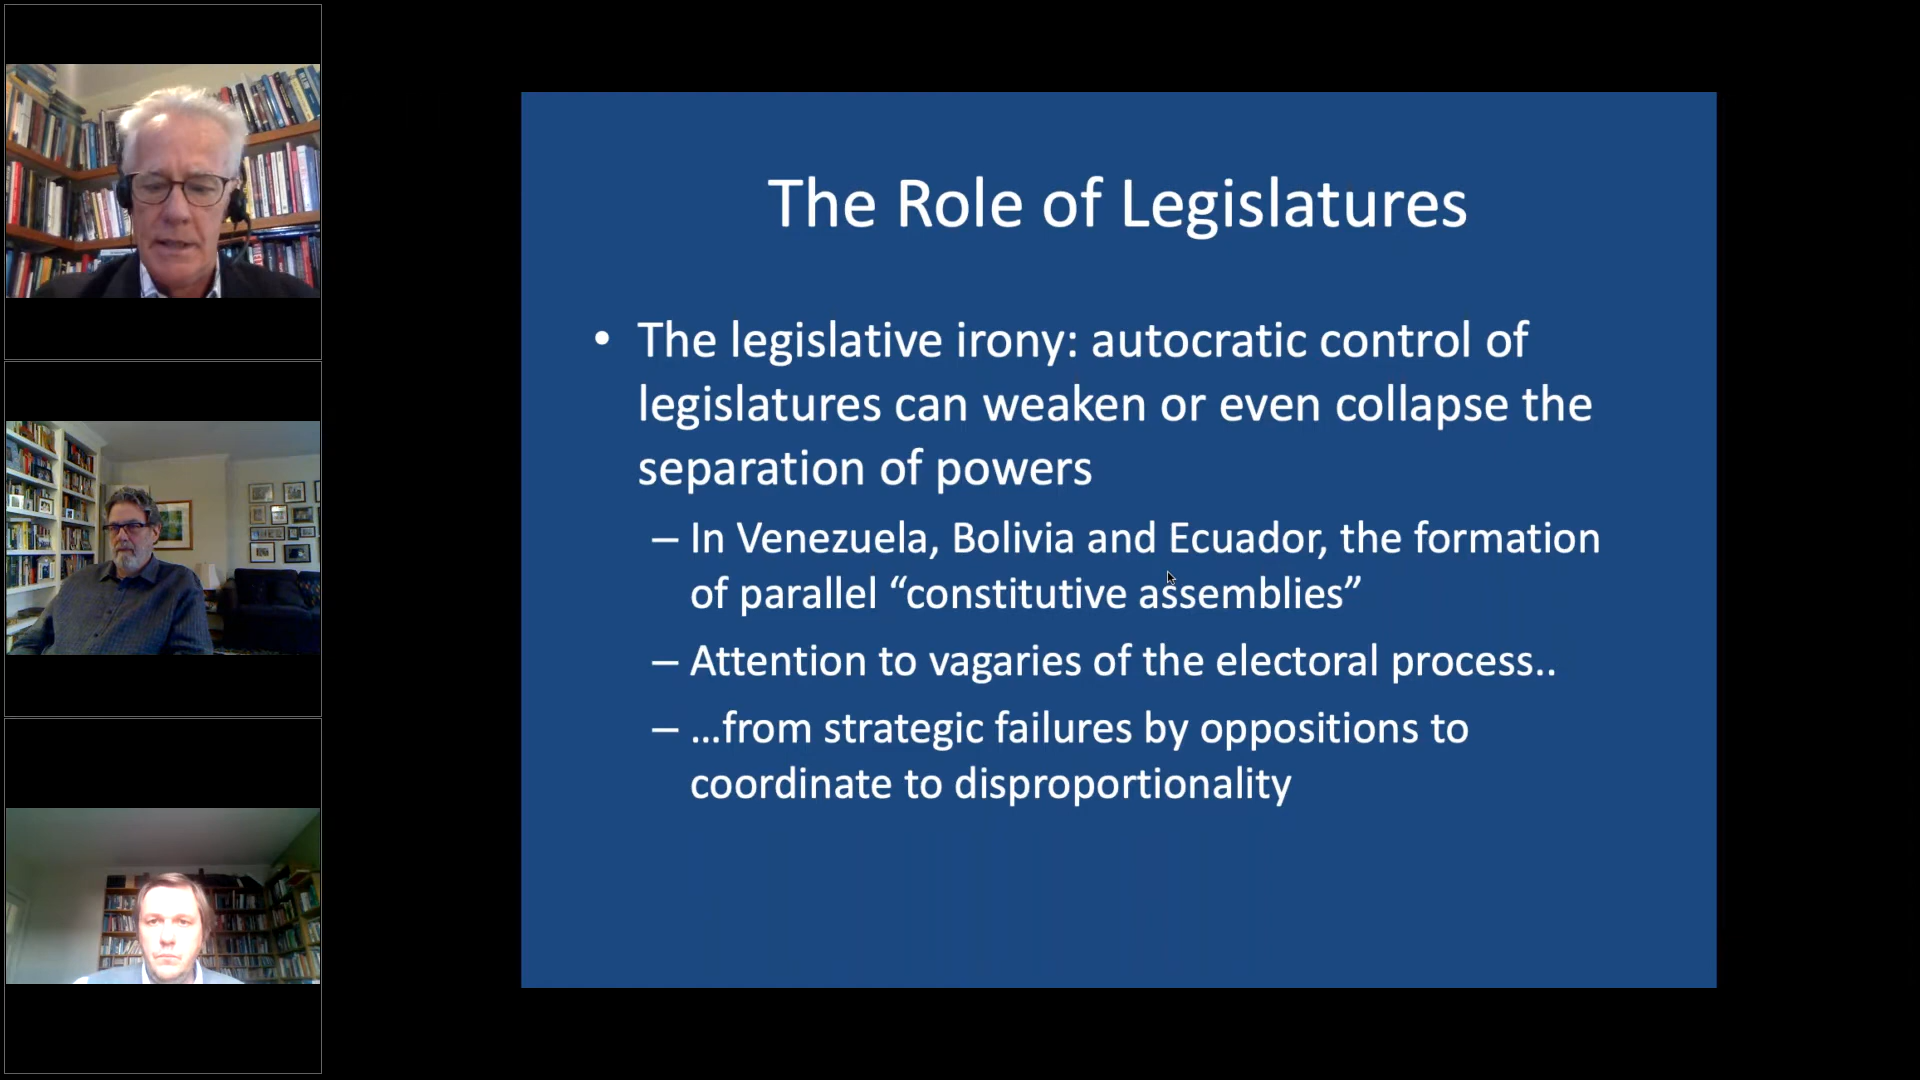 The Role of Legislatures
• The legislative irony: autocratic control of
legislatures can weaken or even collapse the
separation of powers
– In Venezuela, Bolivia and Ecuador, the formation
of parallel “constitutive assemblies”
– Attention to vagaries of the electoral process..
– …from strategic failures by oppositions to
coordinate to disproportionality